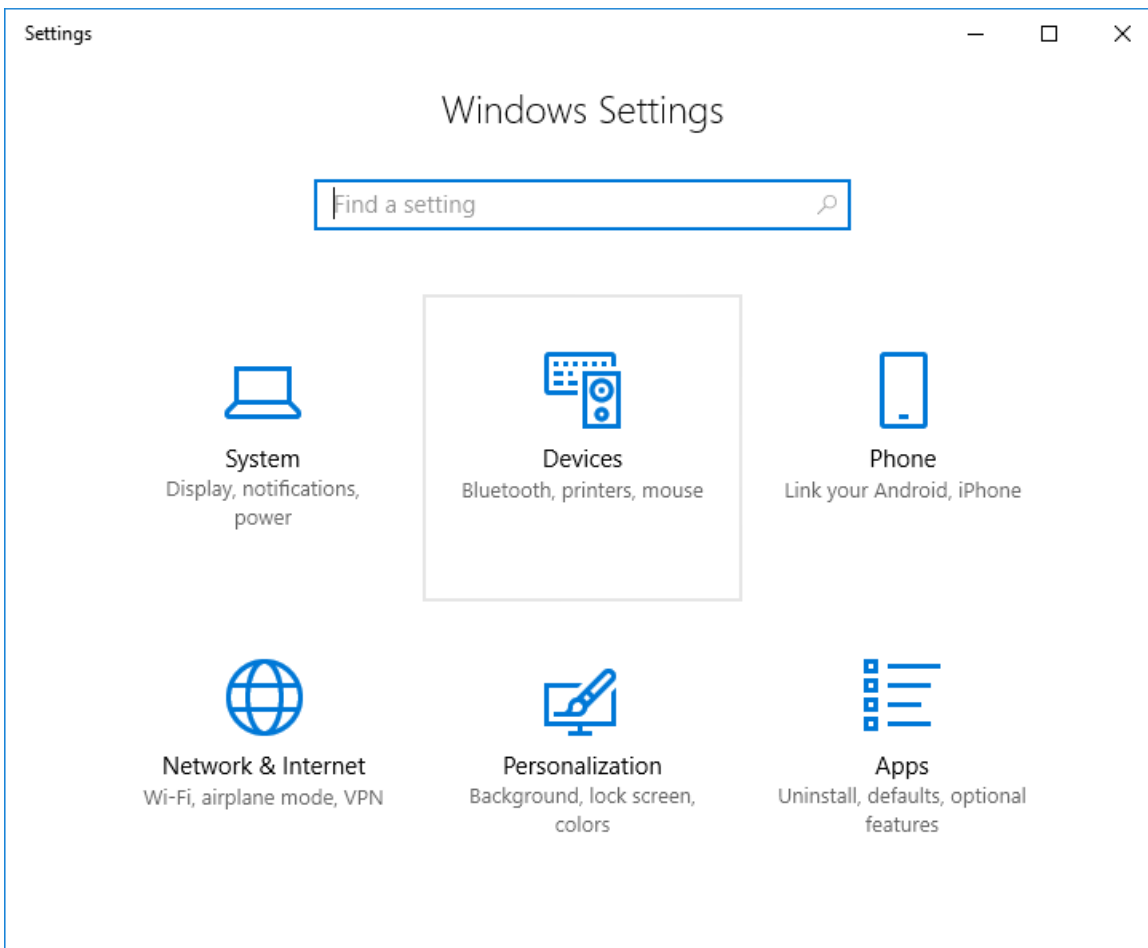 Settings
Windows Settings
Find a setting
System
Display, notifications,
power
Devices
Bluetooth, printers, mouse
Phone
Link your Android, iPhone
Network & Internet
Wi-Fi, airplane mode, VPN
Personalization
Background, lock screen,
colors
Apps
Uninstall, defaults, optional
features